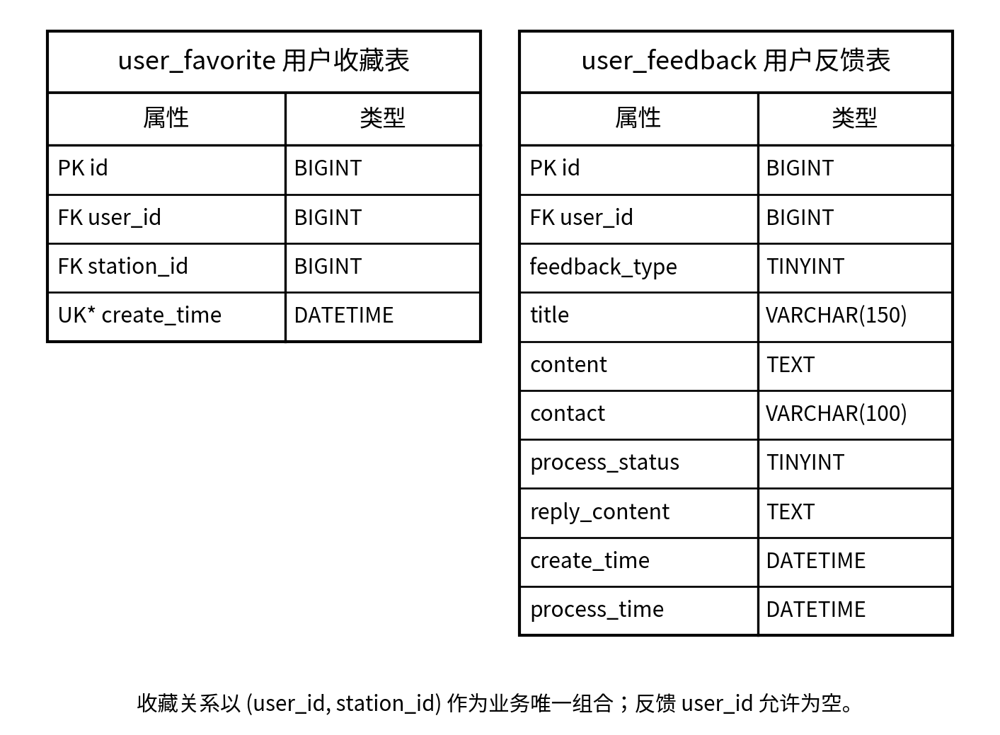 user_favorite 用户收藏表
属性 类型
PK id BIGINT
FK user_id BIGINT
FK station_id BIGINT
UK* create_time DATETIME
user_feedback 用户反馈表
属性 类型
PK id BIGINT
FK user_id BIGINT
feedback_type TINYINT
title VARCHAR(150)
content TEXT
contact VARCHAR(100)
process_status TINYINT
reply_content TEXT
create_time DATETIME
process_time DATETIME
收藏关系以 (user_id, station_id) 作为业务唯一组合；反馈 user_id 允许为空。